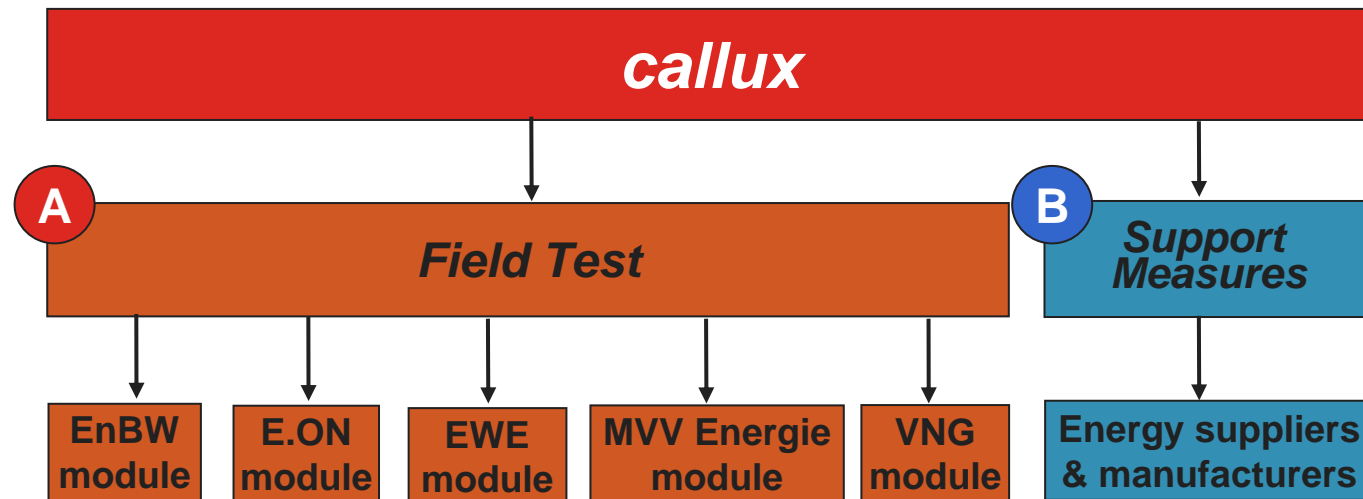 callux
A
Field Test
B
Support
Measures
EnBW
module
E.ON
module
EWE
module
MVV Energie
module
VNG
module
Energy suppliers
& manufacturers